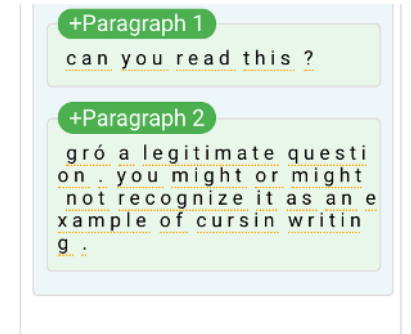 +Paragraph 1
can you read this ?
+Paragraph 2
gró a legitimate questi
on . you might or might
not recognize it as an e
xample of cursin writin
g .